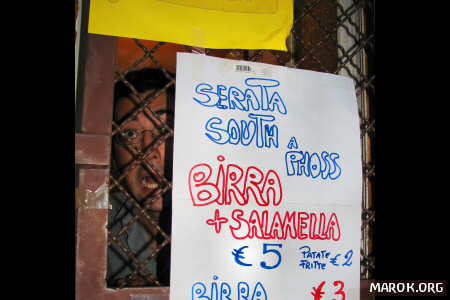 SERATA
SOUTH
A PHOSS
BIRRA
+ SALAMELLA
€ 5 PATATE FRITTE € 2
BIRRA € 3
MAROK.ORG